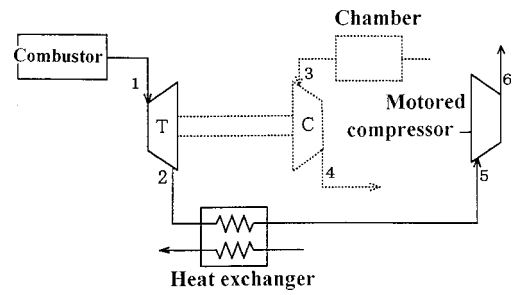 Chamber
Combustor
1
3
6
T
C
Motored
compressor
2
4
5
Heat exchanger